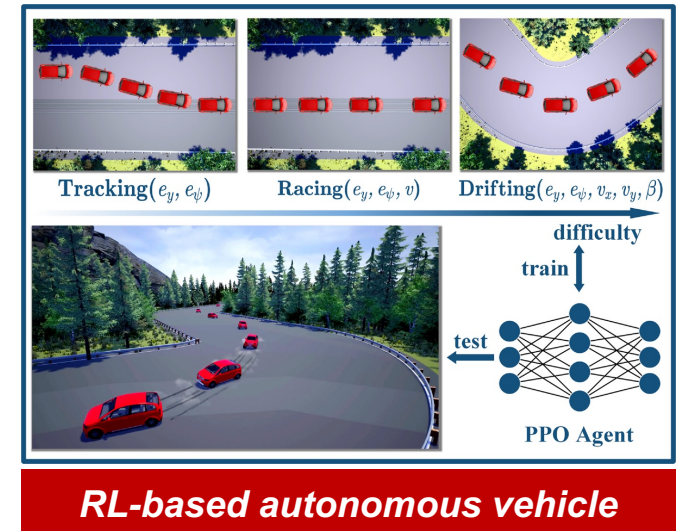 Tracking(e_y, e_ψ)
Racing(e_y, e_ψ, v)
Drifting(e_y, e_ψ, v_x, v_y, β)
difficulty
train
test
PPO Agent
RL-based autonomous vehicle